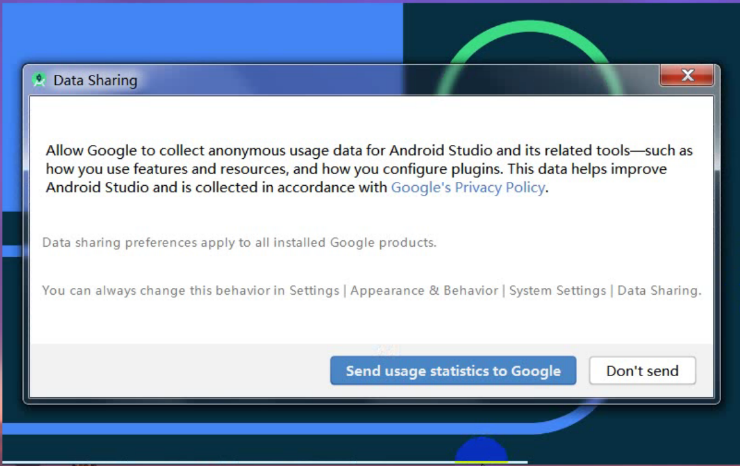 Data Sharing
X
Allow Google to collect anonymous usage data for Android Studio and its related tools—such as
how you use features and resources, and how you configure plugins. This data helps improve
Android Studio and is collected in accordance with Google's Privacy Policy.
Data sharing preferences apply to all installed Google products.
You can always change this behavior in Settings | Appearance & Behavior | System Settings | Data Sharing.
Send usage statistics to Google
Don't send